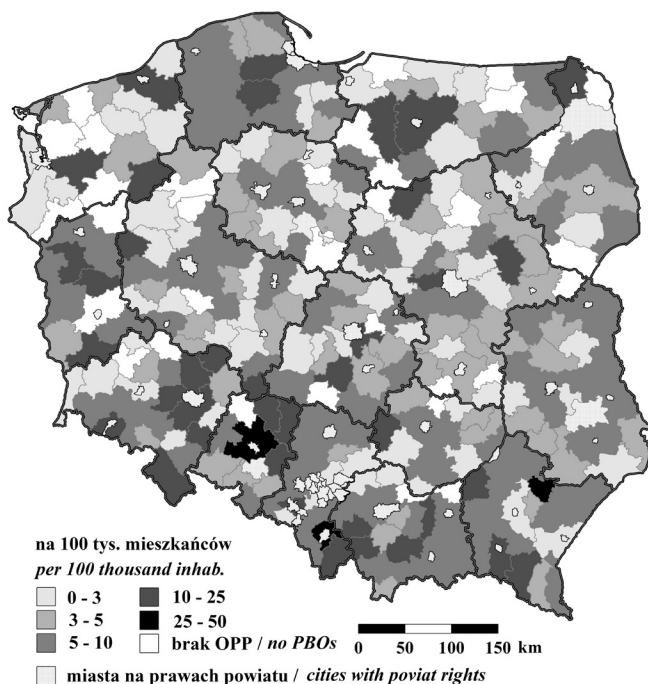 na 100 tys. mieszkańców
per 100 thousand inhab.
0 - 3
10 - 25
3 - 5
25 - 50
5 - 10
brak OPP / no PBOs
0 50 100 150 km
miasta na prawach powiatu / cities with poviat rights